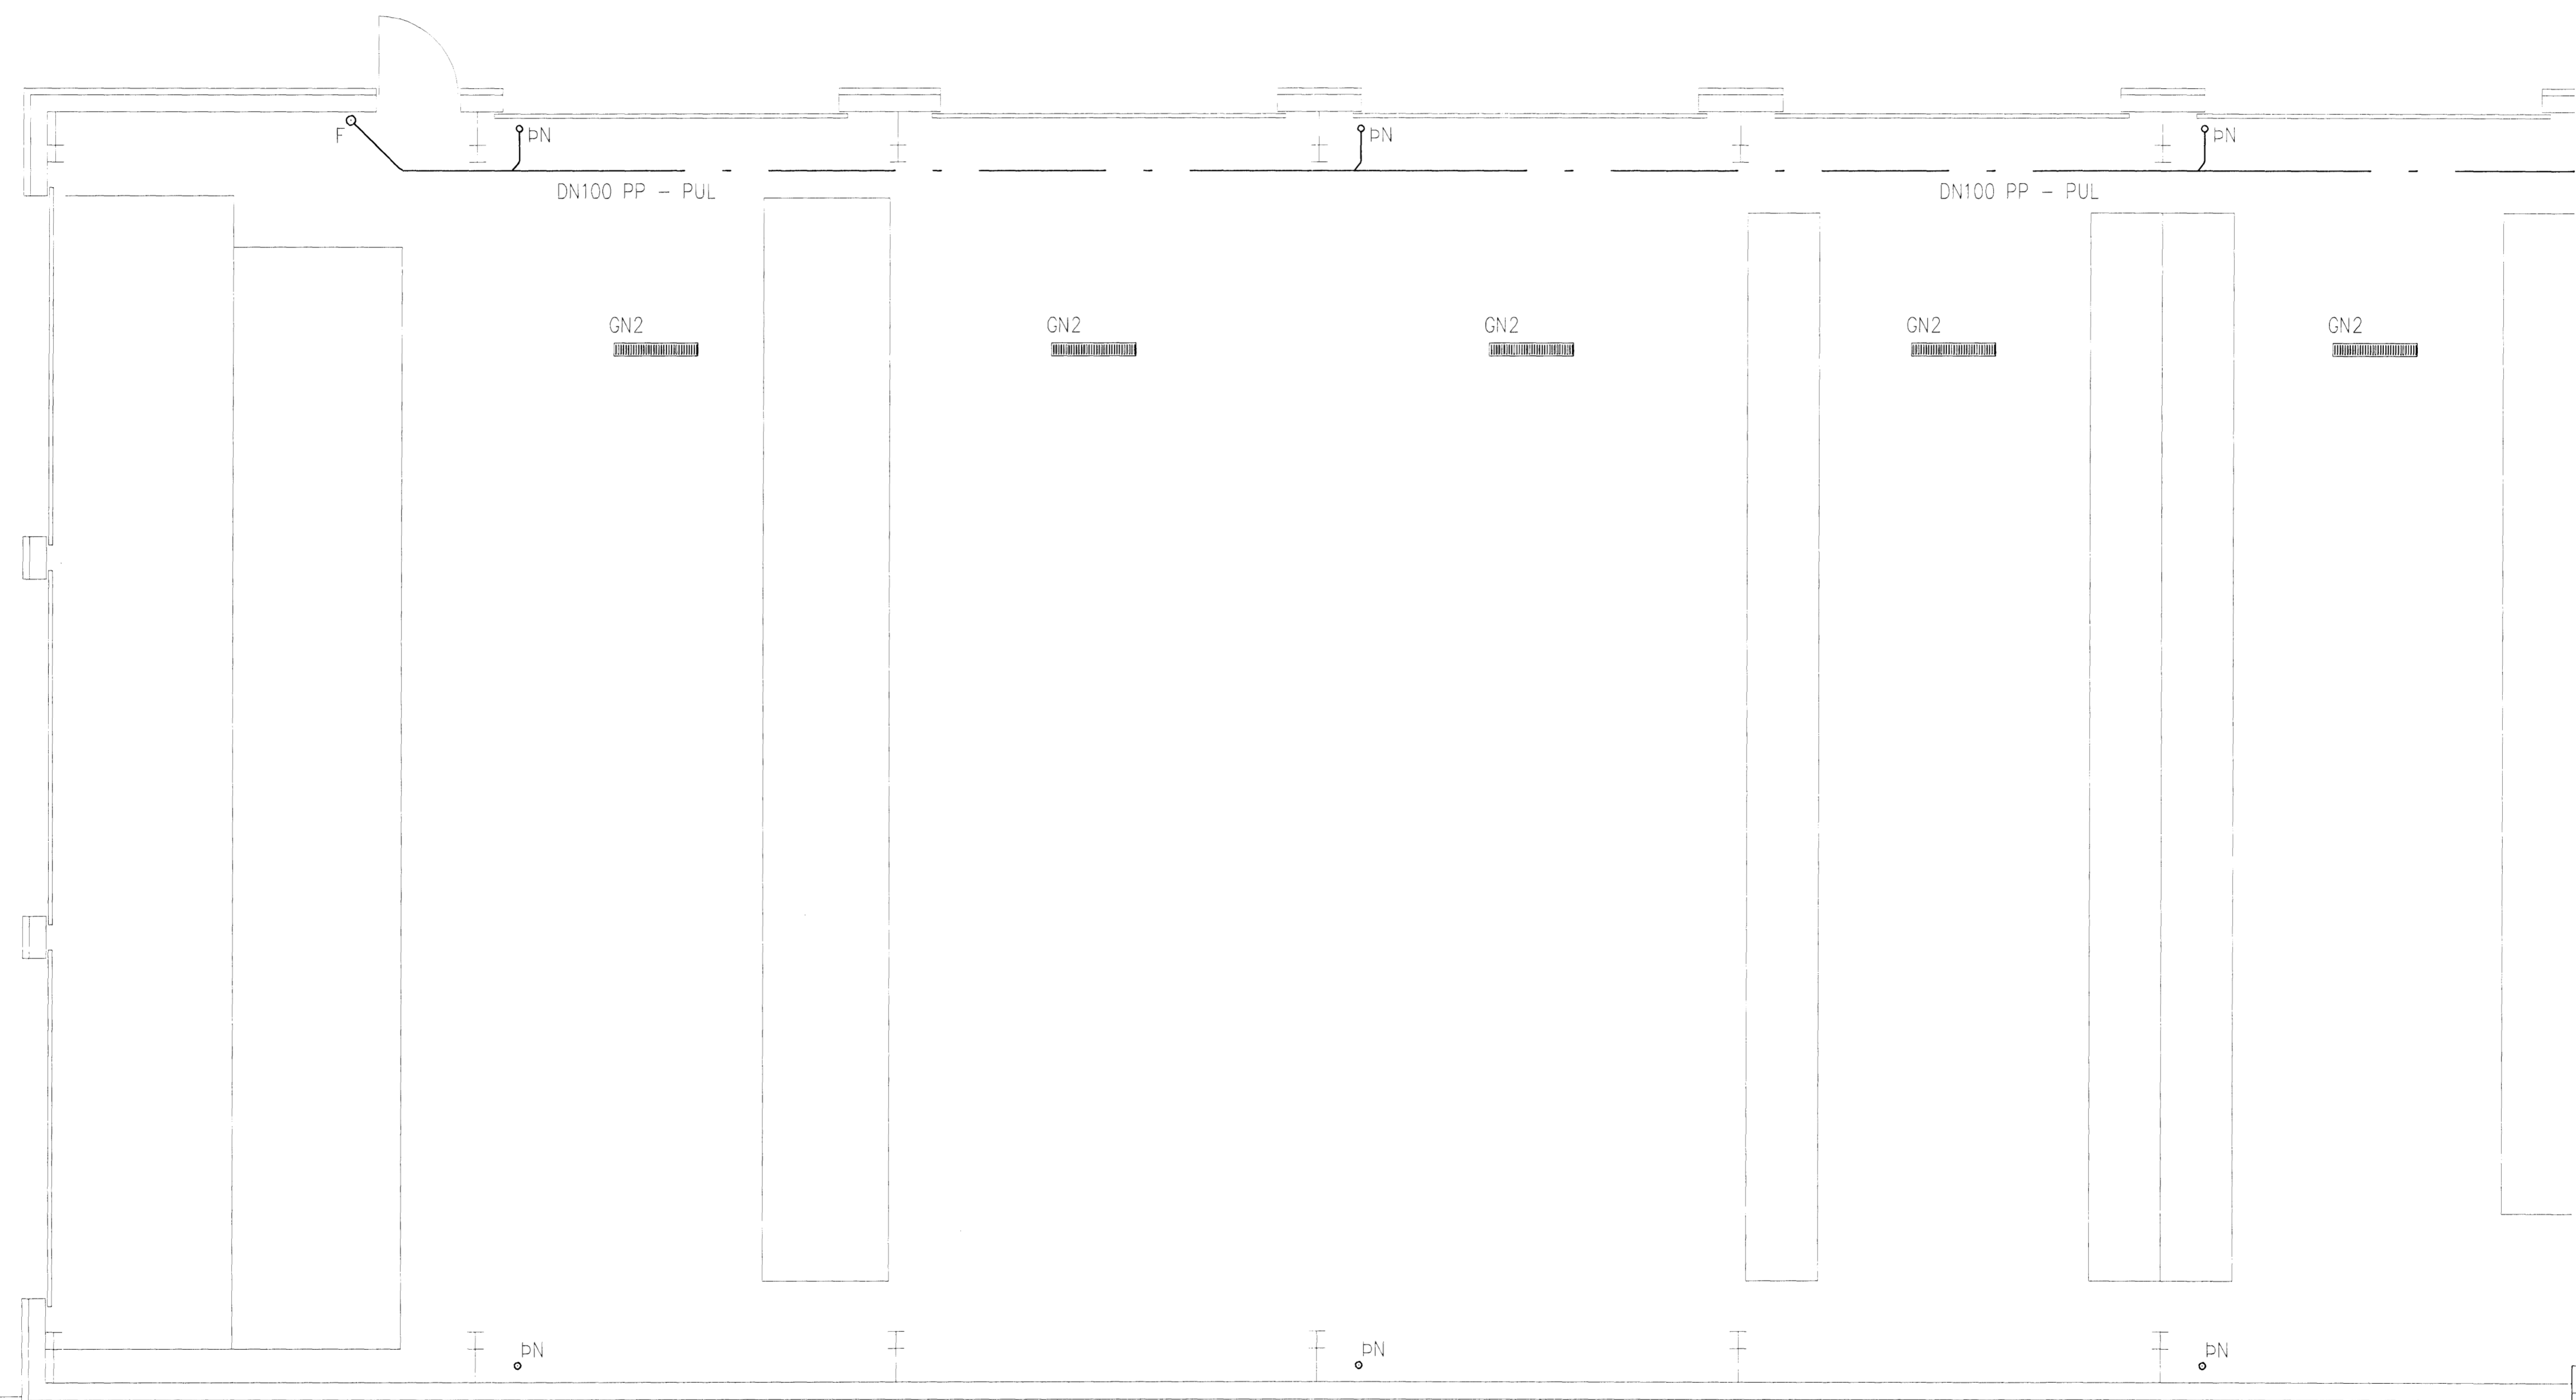 F
ÞN
ÞN
ÞN
DN100 PP - PUL
DN100 PP - PUL
GN2
GN2
GN2
GN2
GN2
ÞN
ÞN
ÞN